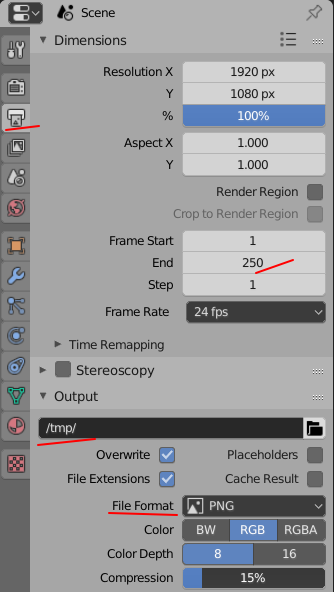 Scene
Dimensions
Resolution X 1920 px
Y 1080 px
% 100%
Aspect X 1.000
Y 1.000
Render Region
Crop to Render Region
Frame Start 1
End 250
Step 1
Frame Rate 24 fps
Time Remapping
Stereoscopy
Output
/tmp/
Overwrite Placeholders
File Extensions Cache Result
File Format PNG
Color BW RGB RGBA
Color Depth 8 16
Compression 15%